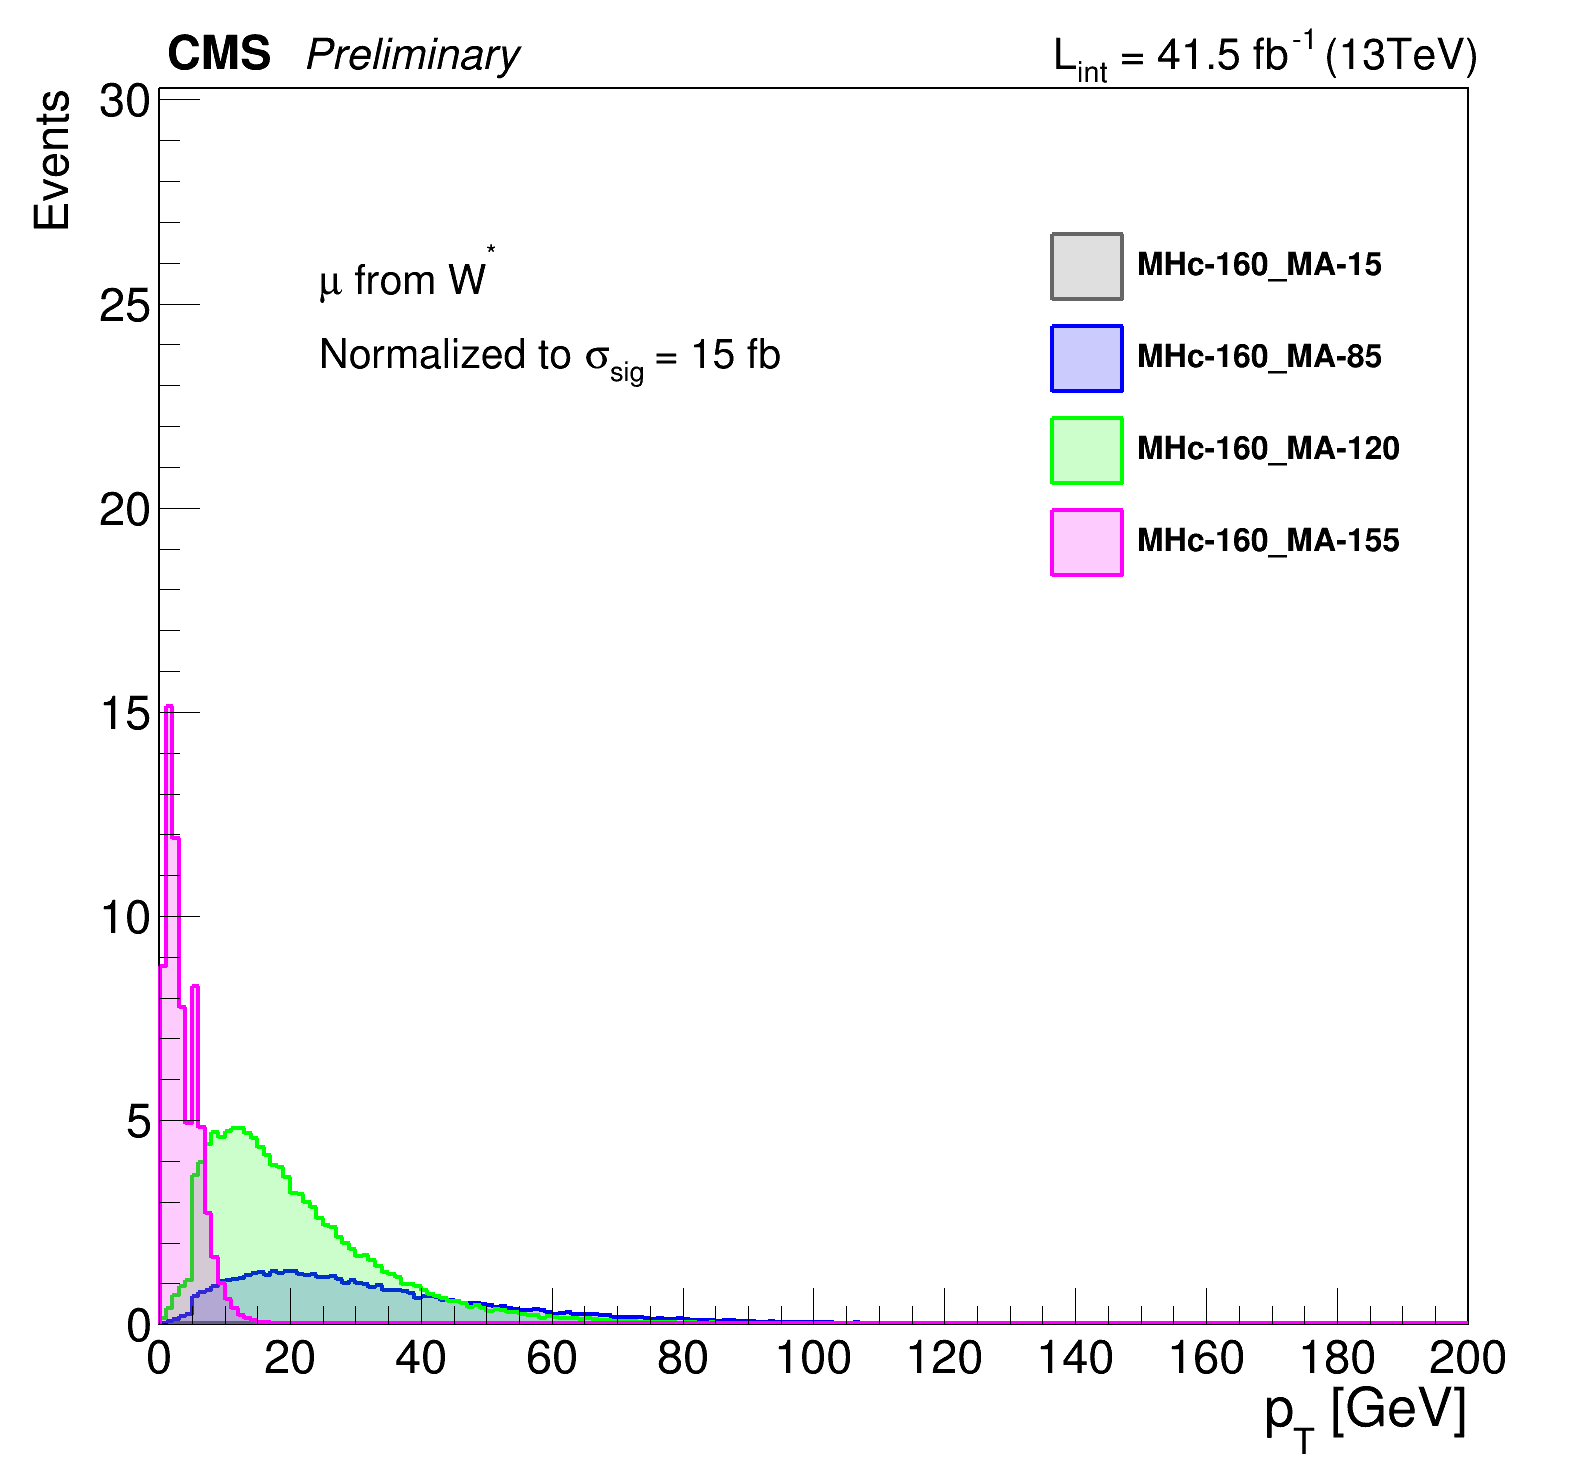 CMS Preliminary
L_int = 41.5 fb^-1 (13TeV)
Events
30
25
20
15
10
5
0
μ from W^*
Normalized to σ_sig = 15 fb
MHc-160_MA-15
MHc-160_MA-85
MHc-160_MA-120
MHc-160_MA-155
0 20 40 60 80 100 120 140 160 180 200
p_T [GeV]